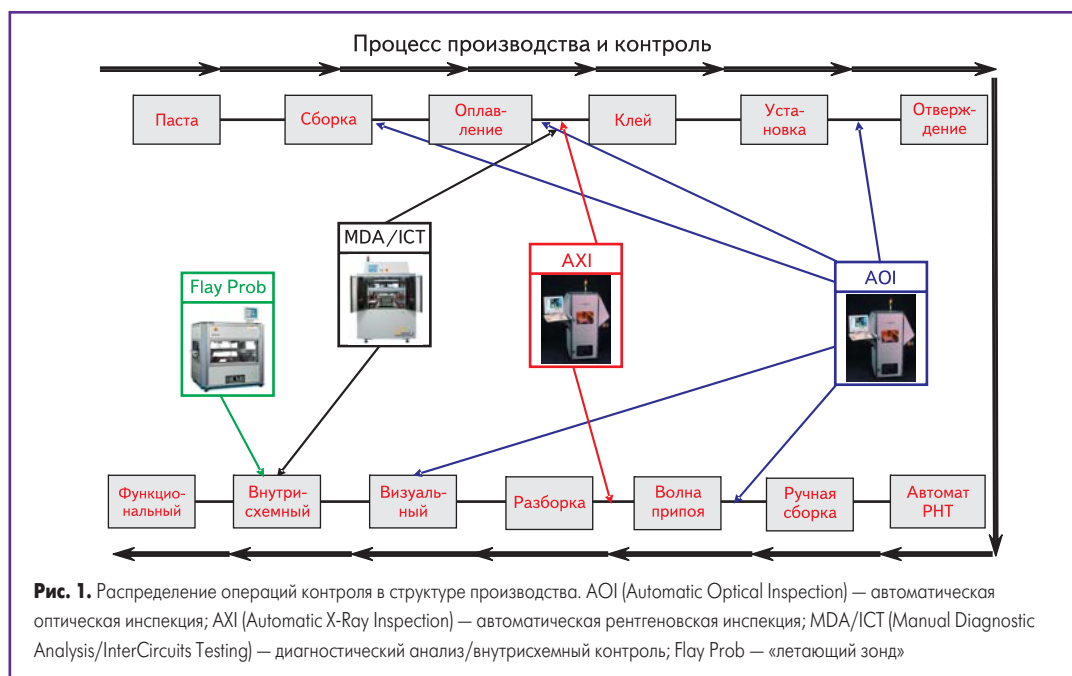 Процесс производства и контроль
Паста
Сборка
Оплав-
ление
Клей
Уста-
новка
Отверж-
дение
MDA/ICT
AXI
AOI
Flay Prob
Функцио-
нальный
Внутри-
схемный
Визуаль-
ный
Разборка
Волна
припоя
Ручная
сборка
Автомат
РНТ
Рис. 1. Распределение операций контроля в структуре производства. AOI (Automatic Optical Inspection) — автоматическая
оптическая инспекция; AXI (Automatic X-Ray Inspection) — автоматическая рентгеновская инспекция; MDA/ICT (Manual Diagnostic
Analysis/InterCircuits Testing) — диагностический анализ/внутрисхемный контроль; Flay Prob — «летающий зонд»